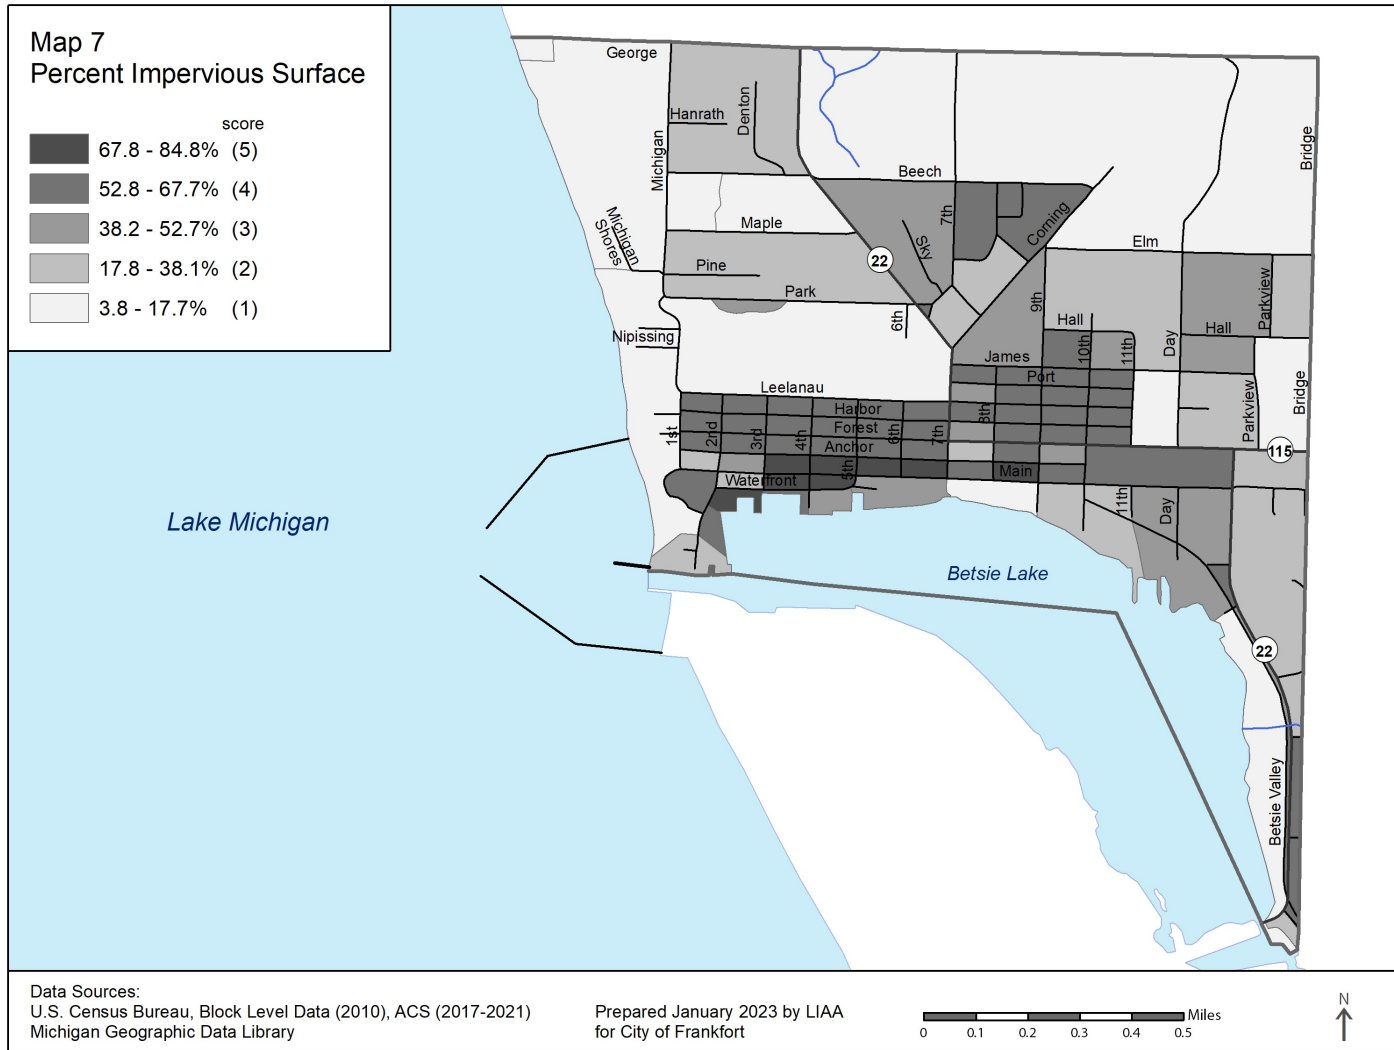 Map 7
Percent Impervious Surface
score
67.8 - 84.8% (5)
52.8 - 67.7% (4)
38.2 - 52.7% (3)
17.8 - 38.1% (2)
3.8 - 17.7% (1)
George
Hanrath
Denton
Michigan
Bridge
Beech
Michigan
Shores
Maple
7th
Corning
Sky
22
Elm
Pine
Park
Parkview
9th
6th
Nipissing
Hall
Hall
Day
10th
11th
James
Port
Leelanau
Harbor
8th
Forest
Anchor
Parkview
Bridge
1st
2nd
3rd
4th
6th
7th
115
5th
Main
Waterfront
11th
Day
Lake Michigan
Betsie Lake
22
Betsie Valley
Data Sources:
U.S. Census Bureau, Block Level Data (2010), ACS (2017-2021)
Michigan Geographic Data Library
Prepared January 2023 by LIAA
for City of Frankfort
Miles
0 0.1 0.2 0.3 0.4 0.5
N